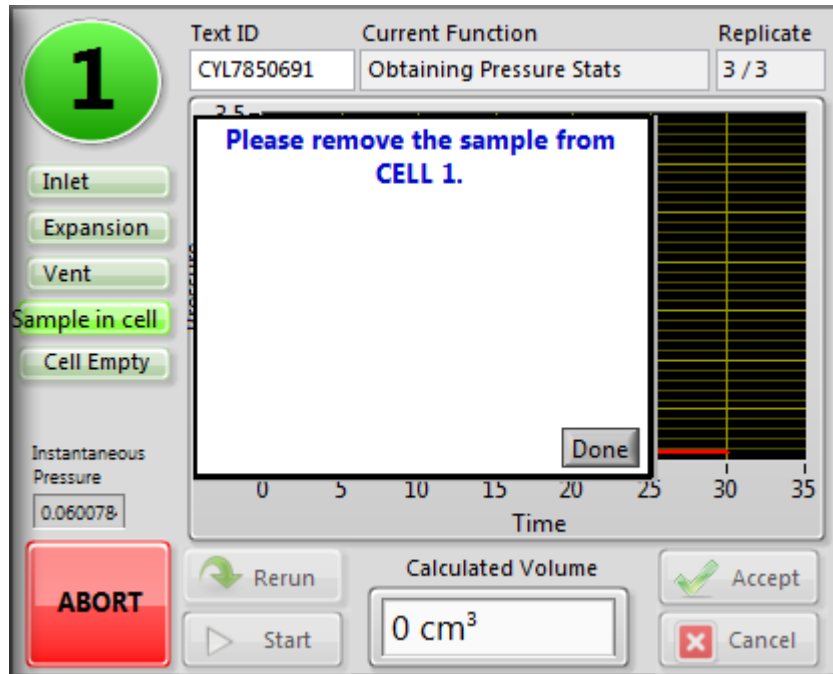 1
Text ID
Current Function
Replicate
CYL7850691
Obtaining Pressure Stats
3 / 3
Please remove the sample from
CELL 1.
Done
Inlet
Expansion
Vent
Sample in cell
Cell Empty
Instantaneous
Pressure
0.060078
0 5 10 15 20 25 30 35
Time
ABORT
Rerun
Start
Calculated Volume
0 cm³
Accept
Cancel